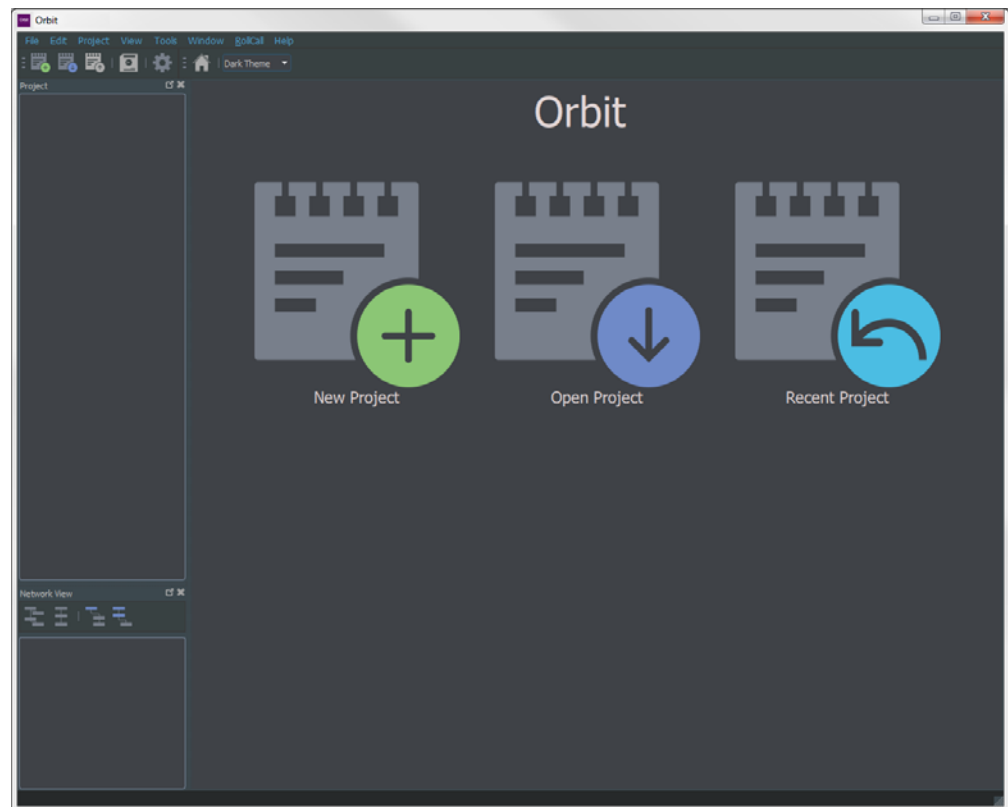 Orbit
File Edit Project View Tools Window RollCall Help
Dark Theme
Project
Orbit
New Project Open Project Recent Project
Network View